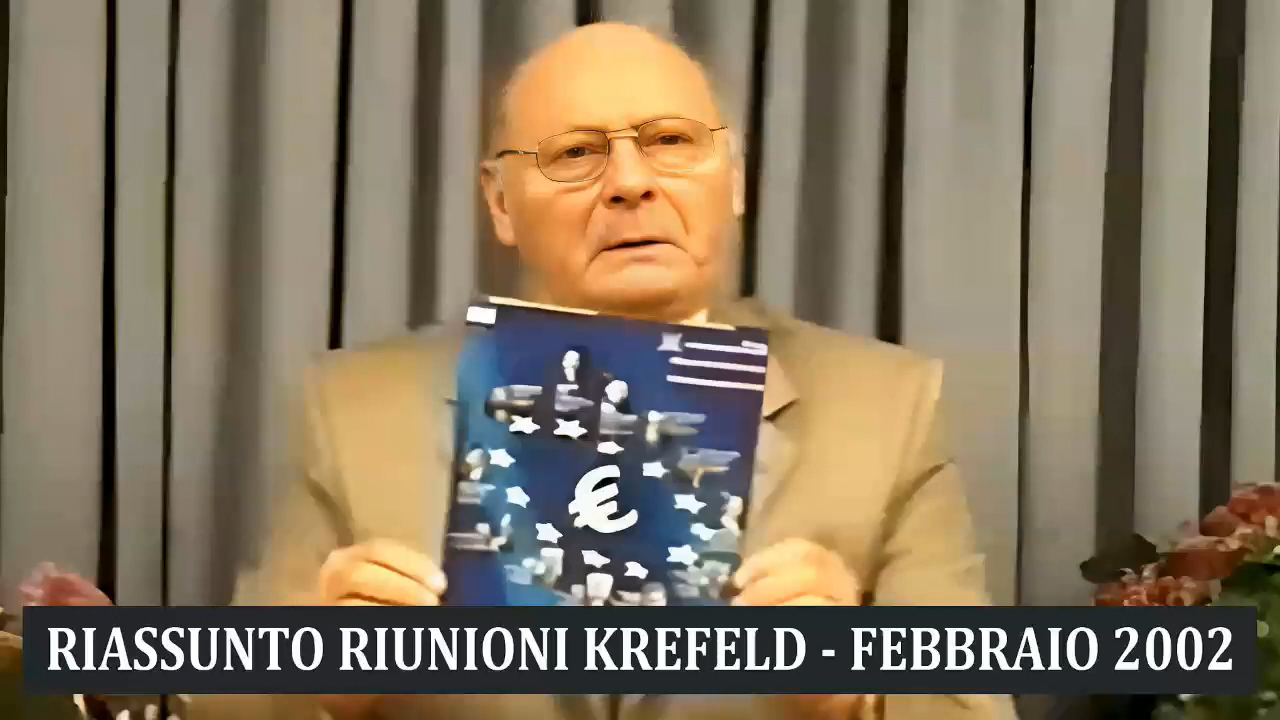 €
RIASSUNTO RIUNIONI KREFELD - FEBBRAIO 2002